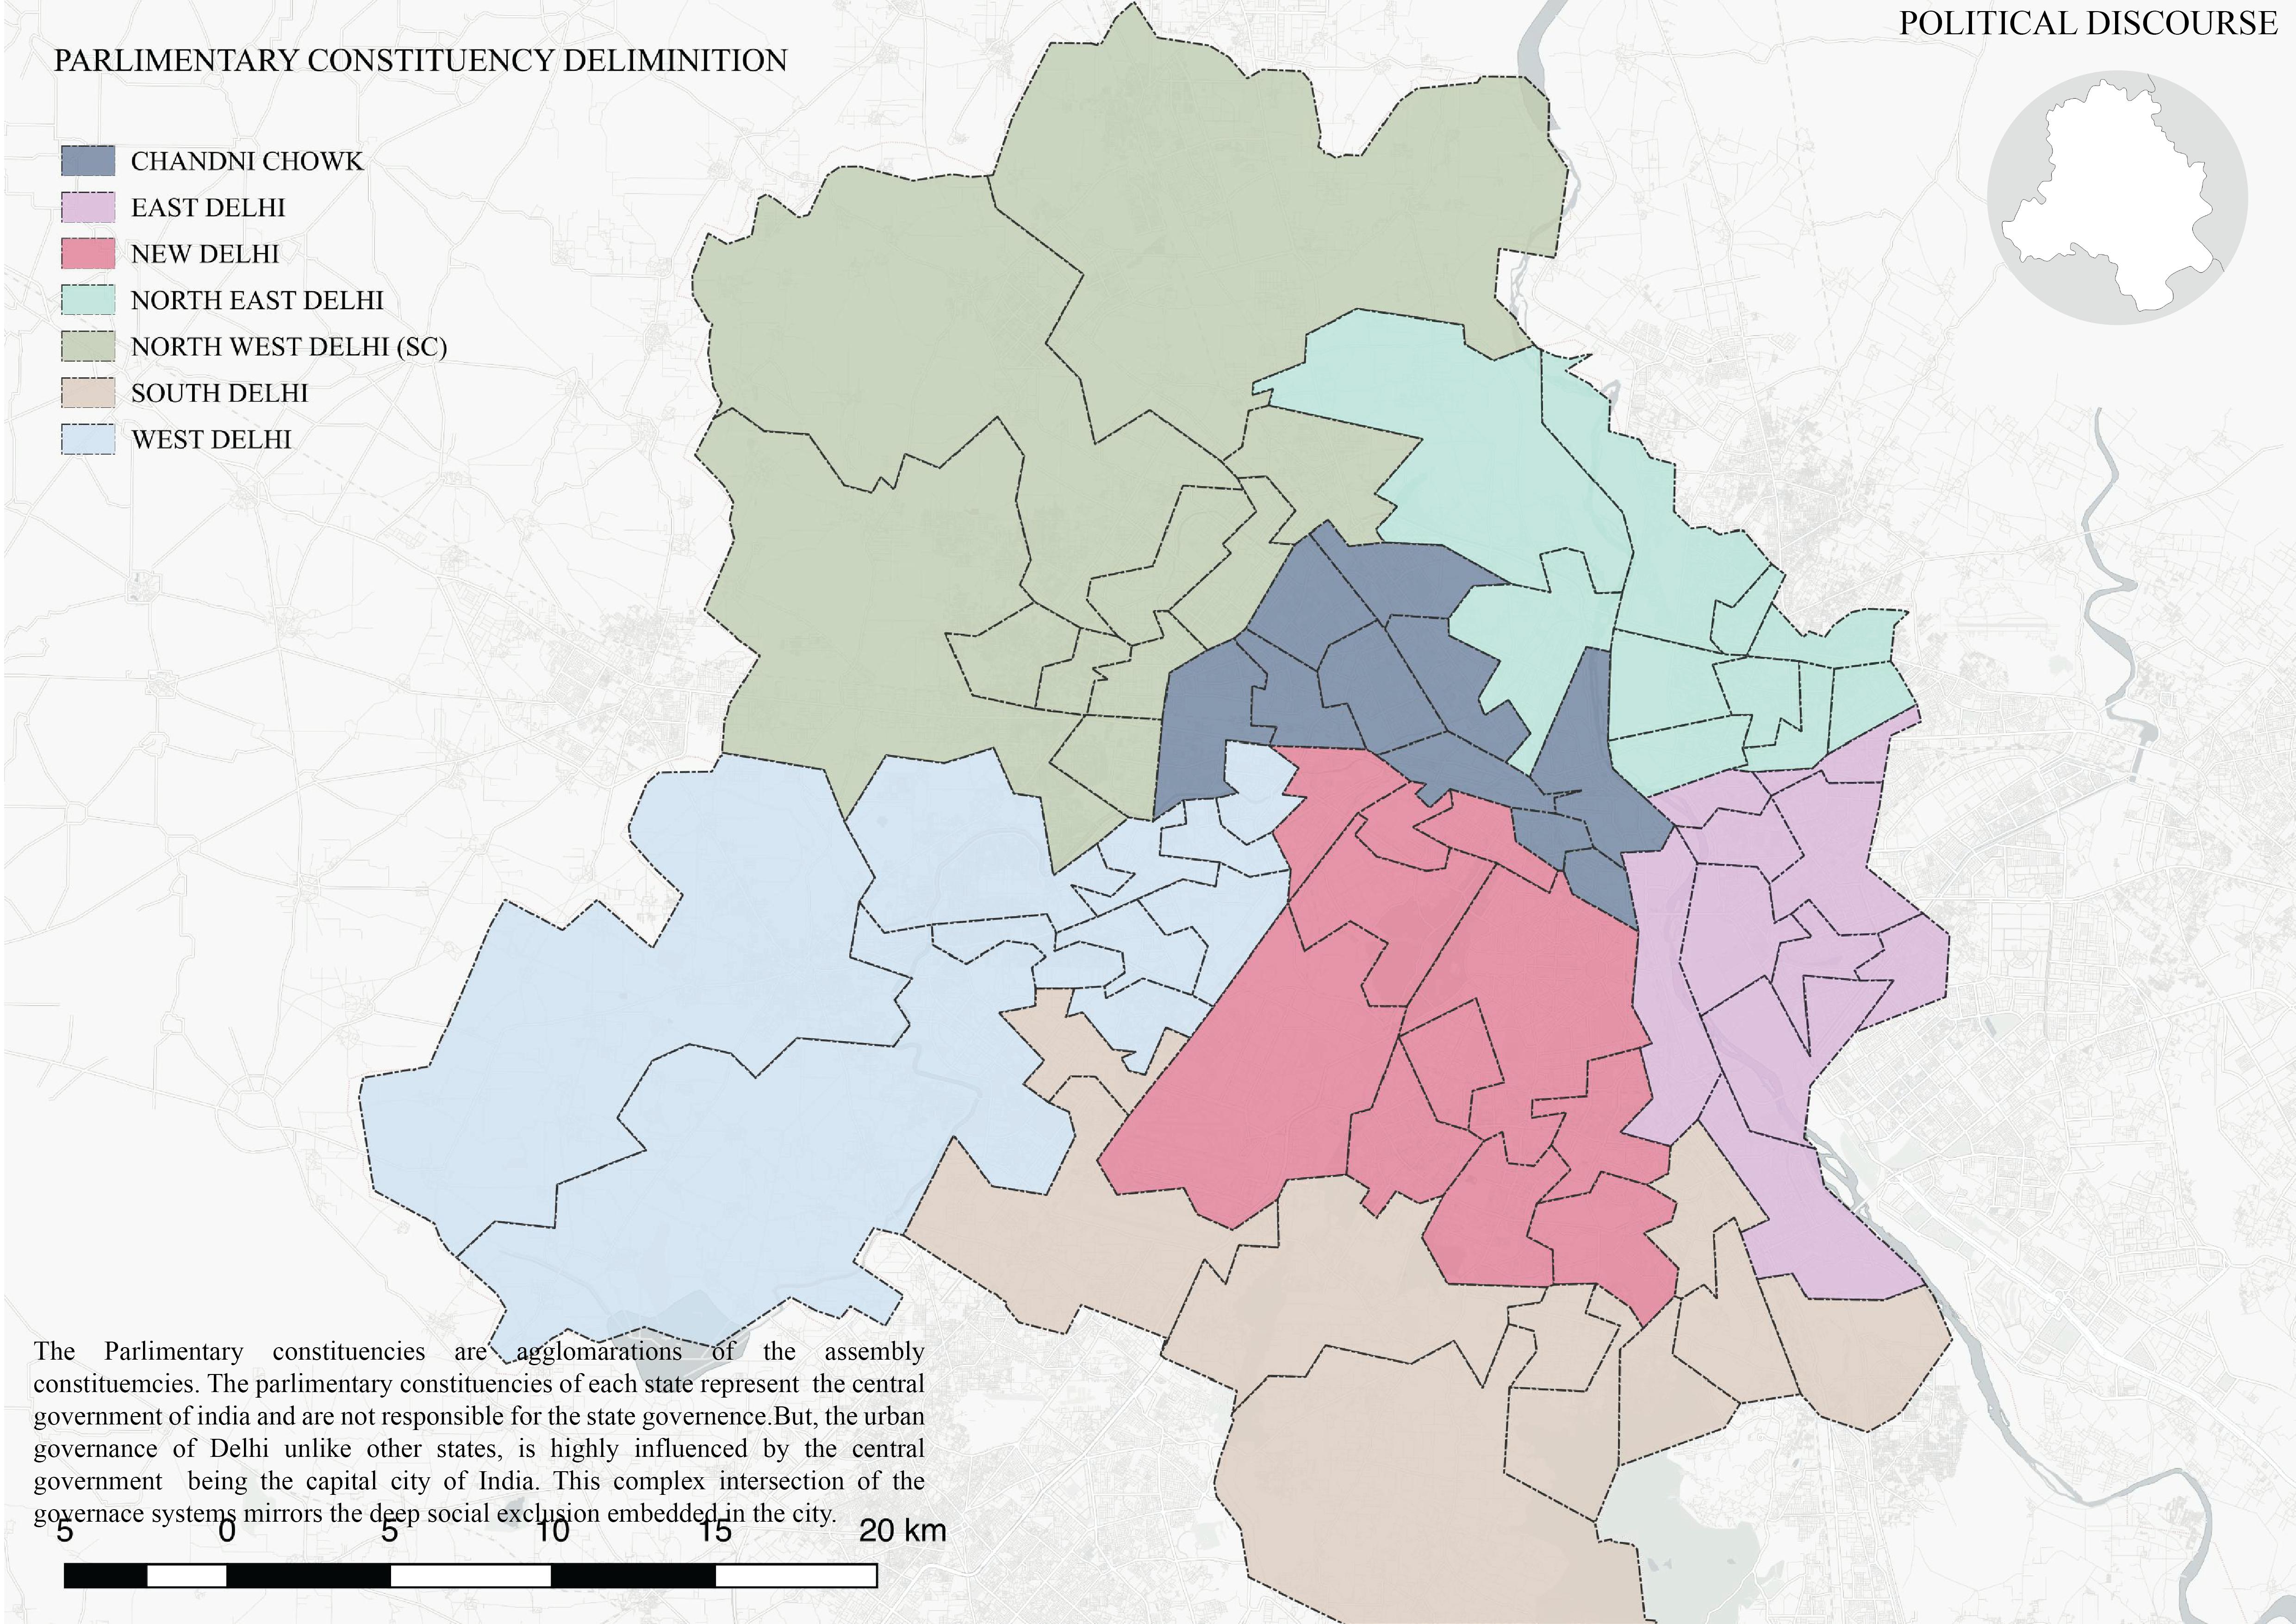 POLITICAL DISCOURSE
PARLIMENTARY CONSTITUENCY DELIMINITION
CHANDNI CHOWK
EAST DELHI
NEW DELHI
NORTH EAST DELHI
NORTH WEST DELHI (SC)
SOUTH DELHI
WEST DELHI
The Parlimentary constituencies are agglomarations of the assembly
constituemcies. The parlimentary constituencies of each state represent the central
government of india and are not responsible for the state governence.But, the urban
governance of Delhi unlike other states, is highly influenced by the central
government being the capital city of India. This complex intersection of the
governace systems mirrors the deep social exclusion embedded in the city.
5 0 5 10 15 20 km